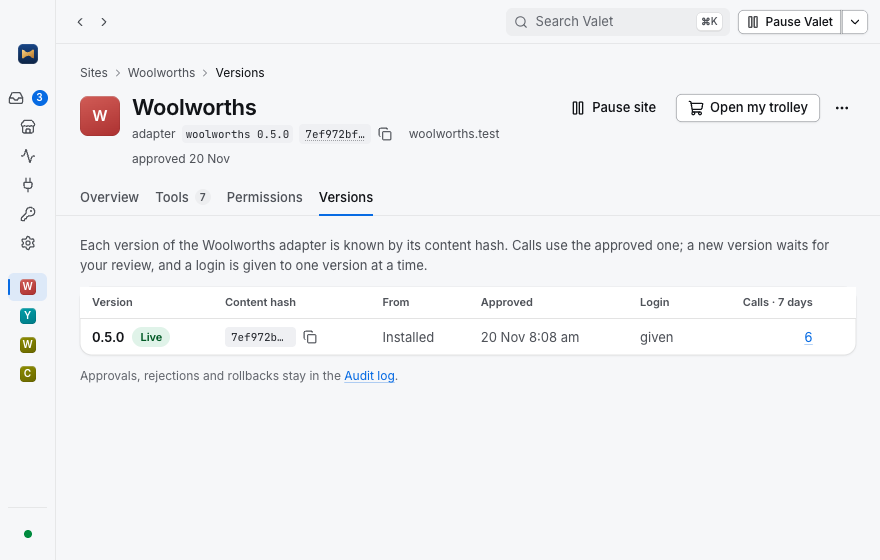 Search Valet
⌘K
Pause Valet
3
Sites
Woolworths
Versions
W
Woolworths
Pause site
Open my trolley
adapter woolworths 0.5.0 7ef972bf… woolworths.test
approved 20 Nov
Overview
Tools 7
Permissions
Versions
Each version of the Woolworths adapter is known by its content hash. Calls use the approved one; a new version waits for
your review, and a login is given to one version at a time.
Version Content hash From Approved Login Calls · 7 days
0.5.0 Live 7ef972b… Installed 20 Nov 8:08 am given 6
Approvals, rejections and rollbacks stay in the Audit log.
W
Y
W
C